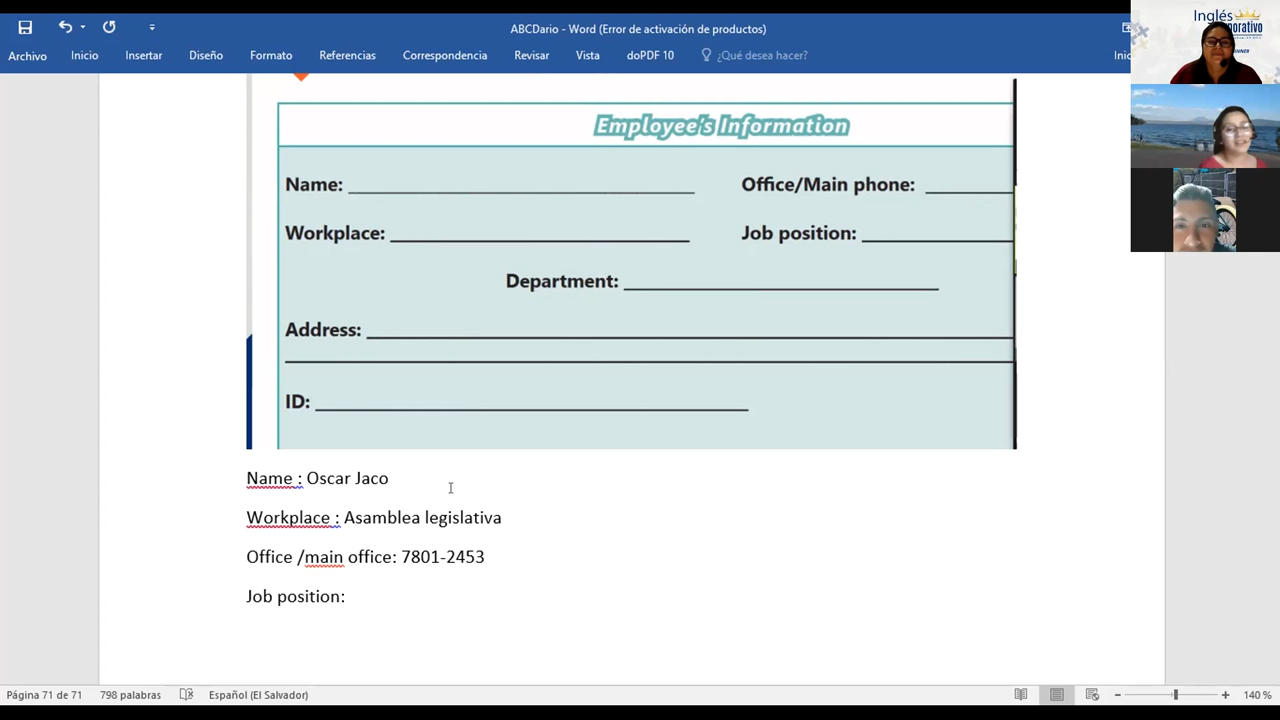 ABCDario - Word (Error de activación de productos)
Archivo Inicio Insertar Diseño Formato Referencias Correspondencia Revisar Vista doPDF 10 ¿Qué desea hacer? Inic
Inglés
Employee's Information
Name: Office/Main phone:
Workplace: Job position:
Department:
Address:
ID:
Name : Oscar Jaco
Workplace : Asamblea legislativa
Office /main office: 7801-2453
Job position:
Página 71 de 71 798 palabras Español (El Salvador) 140 %